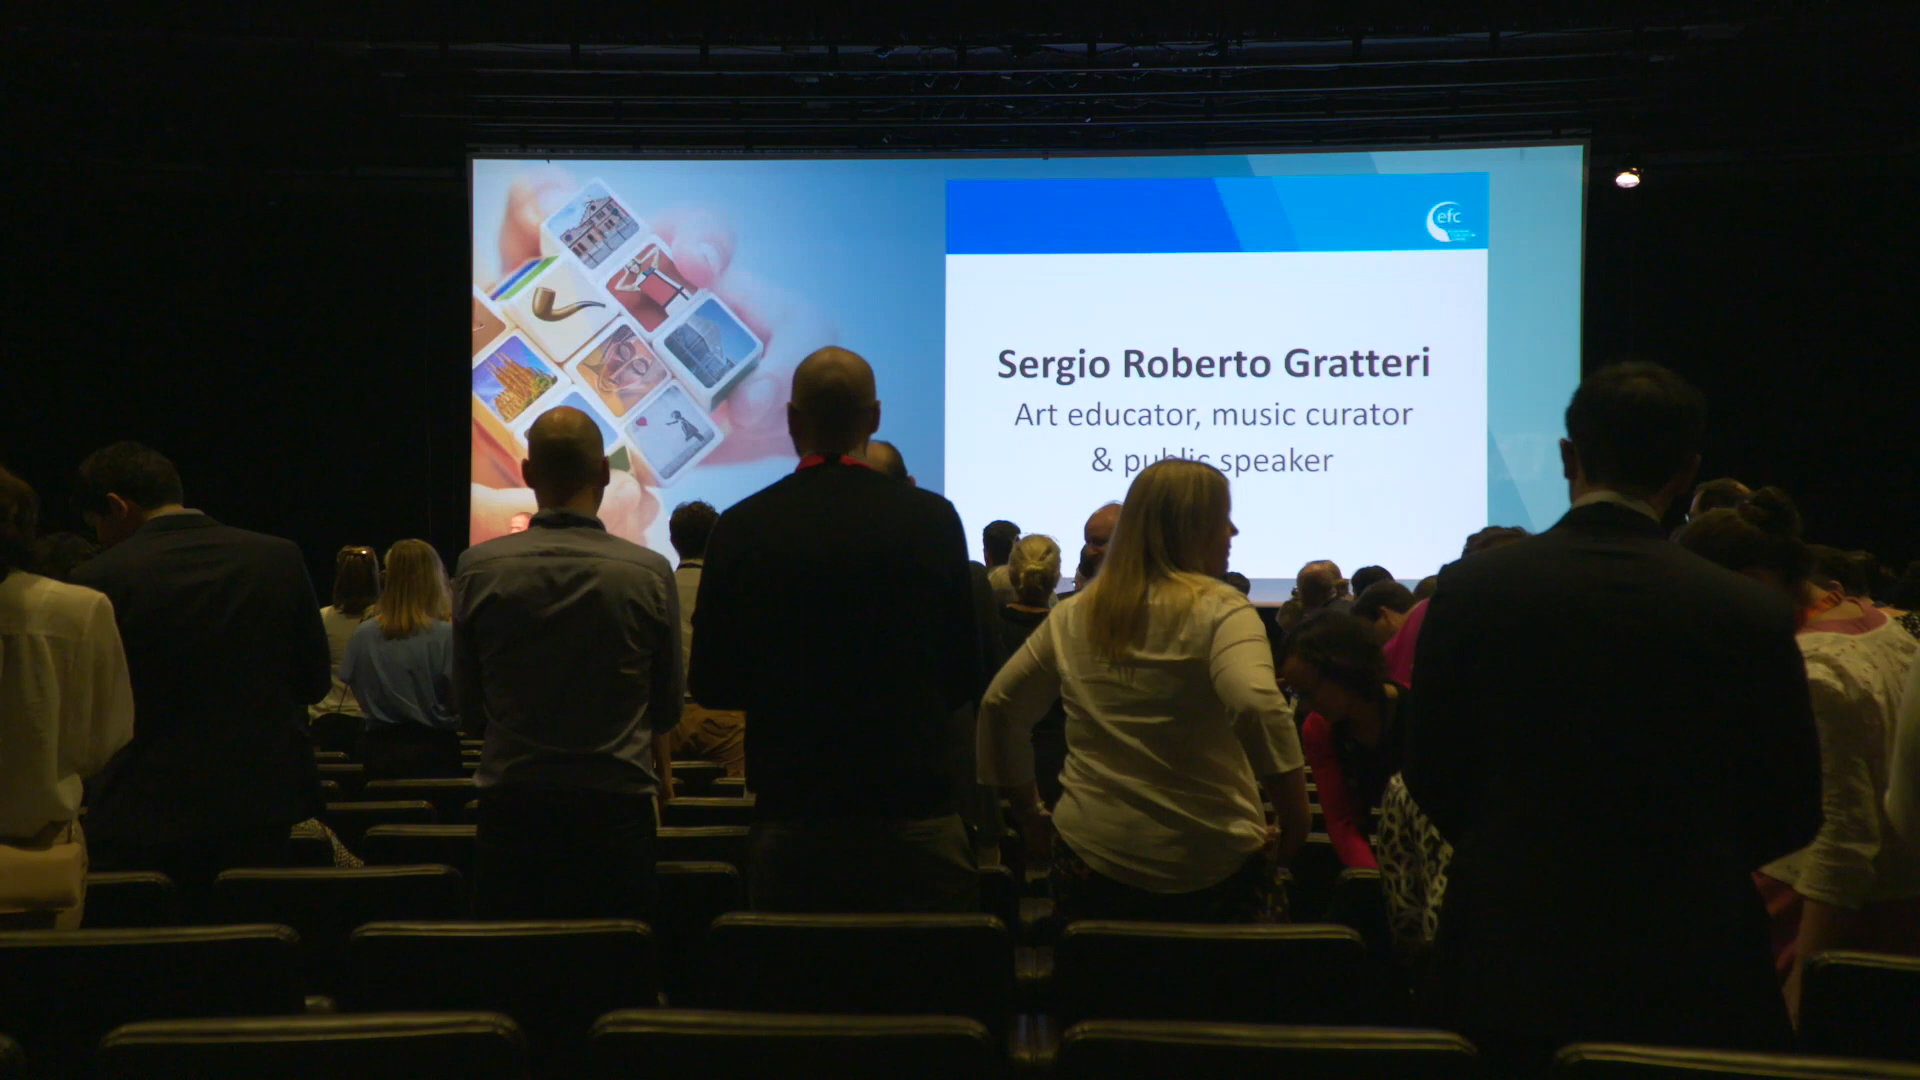 efc
Sergio Roberto Gratteri
Art educator, music curator
& public speaker